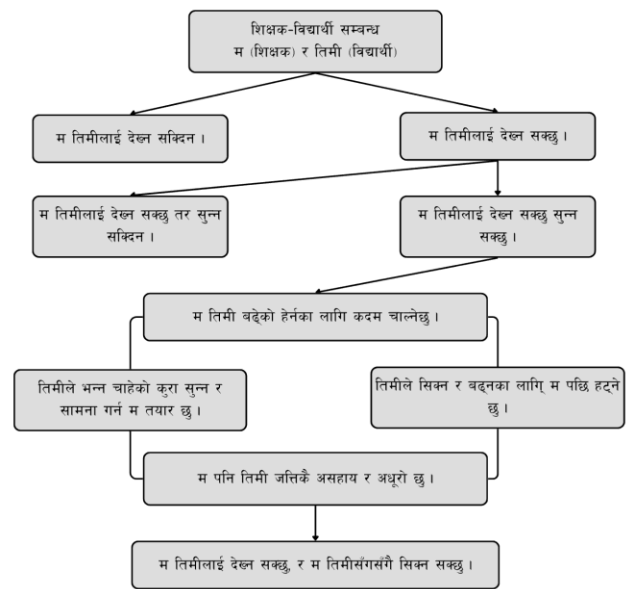 शिक्षक-विद्यार्थी सम्वन्ध
म (शिक्षक) र तिमी (विद्यार्थी)
म तिमीलाई देख्न सक्दिन ।
म तिमीलाई देख्न सक्छु ।
म तिमीलाई देख्न सक्छु तर सुन्न
सक्दिन ।
म तिमीलाई देख्न सक्छु सुन्न
सक्छु ।
म तिमी बढेको हेर्नका लागि कदम चाल्नेछु ।
तिमीले भन्न चाहेको कुरा सुन्न र
सामना गर्न म तयार छु ।
तिमीले सिक्न र बढ्नका लागि् म पछि हट्ने
छु ।
म पनि तिमी जत्तिकै असहाय र अधूरो छु ।
म तिमीलाई देख्न सक्छु, र म तिमीसँगसँगै सिक्न सक्छु ।